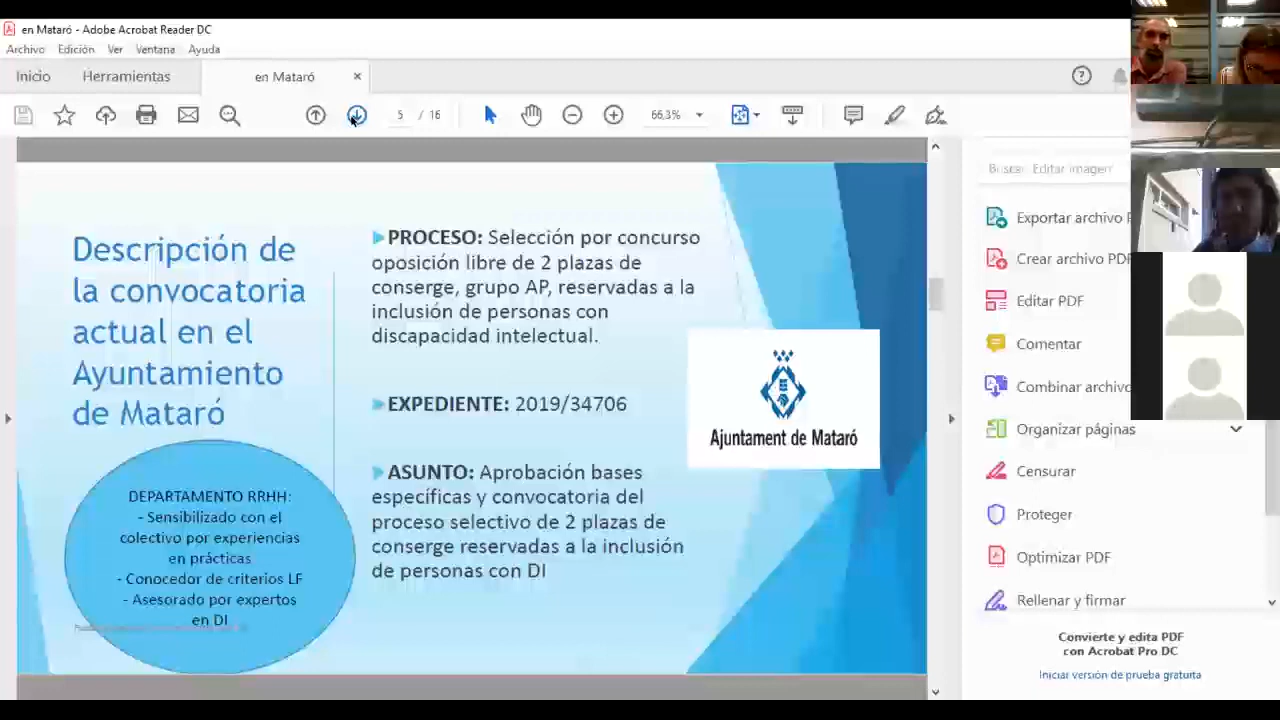 en Mataró - Adobe Acrobat Reader DC
Archivo Edición Ver Ventana Ayuda
Inicio Herramientas en Mataró ×
5 / 16 66,3%
Descripción de
la convocatoria
actual en el
Ayuntamiento
de Mataró
DEPARTAMENTO RRHH:
- Sensibilizado con el
colectivo por experiencias
en prácticas
- Conocedor de criterios LF
- Asesorado por expertos
en DI
PROCESO: Selección por concurso
oposición libre de 2 plazas de
conserge, grupo AP, reservadas a la
inclusión de personas con
discapacidad intelectual.
EXPEDIENTE: 2019/34706
ASUNTO: Aprobación bases
específicas y convocatoria del
proceso selectivo de 2 plazas de
conserge reservadas a la inclusión
de personas con DI
Ajuntament de Mataró
Buscar Editar imagen
Exportar archivo P
Crear archivo PDF
Editar PDF
Comentar
Combinar archivo
Organizar páginas
Censurar
Proteger
Optimizar PDF
Rellenar y firmar
Convierte y edita PDF
con Acrobat Pro DC
Iniciar versión de prueba gratuita